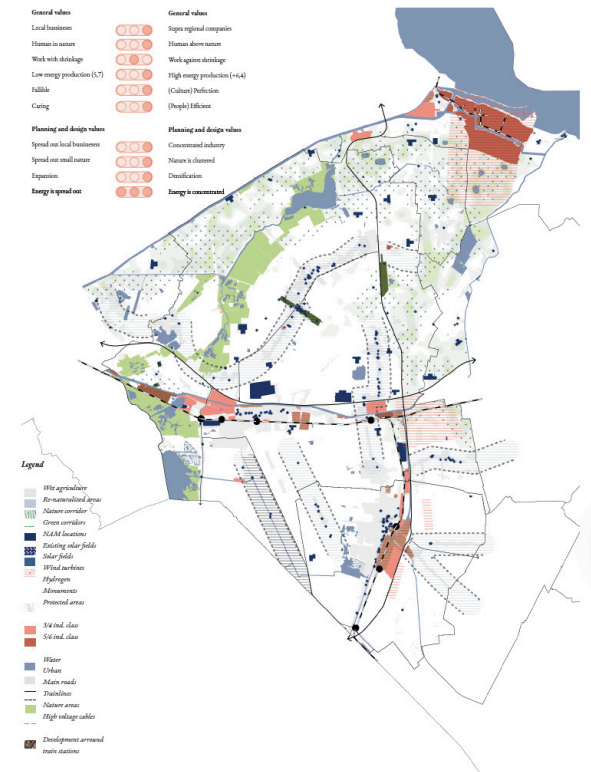 General values
General values
Local bussiness
Supra regional companies
Human in nature
Human above nature
Work with shrinkage
Work against shrinkage
Low energy production (5,7)
High energy production (+6,4)
Fallible
(Culture) Perfection
Caring
(People) Efficient
Planning and design values
Planning and design values
Spread out local bussiness
Concentrated industry
Spread out small nature
Nature is clustered
Expansion
Densification
Energy is spread out
Energy is concentrated
Legend
Wet agriculture
Re-naturalised areas
Nature corridor
Green corridors
NAM locations
Existing solar fields
Solar fields
Wind turbines
Hydrogen
Monuments
Protected areas
3/4 ind. class
5/6 ind. class
Water
Urban
Main roads
Trainlines
Nature areas
High voltage cables
Development arround
train stations